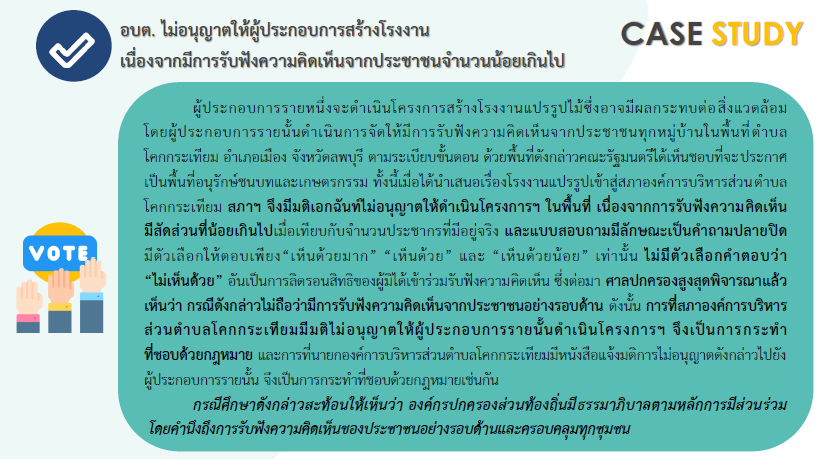 อบต. ไม่อนุญาตให้ผู้ประกอบการสร้างโรงงาน
เนื่องจากมีการรับฟังความคิดเห็นจากประชาชนจำนวนน้อยเกินไป
CASE STUDY
ผู้ประกอบการรายหนึ่งจะดำเนินโครงการสร้างโรงงานแปรรูปไม้ซึ่งอาจมีผลกระทบต่อสิ่งแวดล้อม
โดยผู้ประกอบการรายนั้นดำเนินการจัดให้มีการรับฟังความคิดเห็นจากประชาชนทุกหมู่บ้านในพื้นที่ตำบล
โคกกระเทียม อำเภอเมือง จังหวัดลพบุรี ตามระเบียบขั้นตอน ด้วยพื้นที่ดังกล่าวคณะรัฐมนตรีได้เห็นชอบที่จะประกาศ
เป็นพื้นที่อนุรักษ์ชนบทและเกษตรกรรม ทั้งนี้เมื่อได้นำเสนอเรื่องโรงงานแปรรูปเข้าสู่สภาองค์การบริหารส่วนตำบล
โคกกระเทียม สภาฯ จึงมีมติเอกฉันท์ไม่อนุญาตให้ดำเนินโครงการฯ ในพื้นที่ เนื่องจากการรับฟังความคิดเห็น
มีสัดส่วนที่น้อยเกินไปเมื่อเทียบกับจำนวนประชากรที่มีอยู่จริง และแบบสอบถามมีลักษณะเป็นคำถามปลายปิด
มีตัวเลือกให้ตอบเพียง “เห็นด้วยมาก” “เห็นด้วย” และ “เห็นด้วยน้อย” เท่านั้น ไม่มีตัวเลือกคำตอบว่า
“ไม่เห็นด้วย” อันเป็นการลิดรอนสิทธิของผู้มิได้เข้าร่วมรับฟังความคิดเห็น ซึ่งต่อมา ศาลปกครองสูงสุดพิจารณาแล้ว
เห็นว่า กรณีดังกล่าวไม่ถือว่ามีการรับฟังความคิดเห็นจากประชาชนอย่างรอบด้าน ดังนั้น การที่สภาองค์การบริหาร
ส่วนตำบลโคกกระเทียมมีมติไม่อนุญาตให้ผู้ประกอบการรายนั้นดำเนินโครงการฯ จึงเป็นการกระทำ
ที่ชอบด้วยกฎหมาย และการที่นายกองค์การบริหารส่วนตำบลโคกกระเทียมมีหนังสือแจ้งมติการไม่อนุญาตดังกล่าวไปยัง
ผู้ประกอบการรายนั้น จึงเป็นการกระทำที่ชอบด้วยกฎหมายเช่นกัน
กรณีศึกษาดังกล่าวสะท้อนให้เห็นว่า องค์กรปกครองส่วนท้องถิ่นมีธรรมาภิบาลตามหลักการมีส่วนร่วม
โดยคำนึงถึงการรับฟังความคิดเห็นของประชาชนอย่างรอบด้านและครอบคลุมทุกชุมชน
VOTE